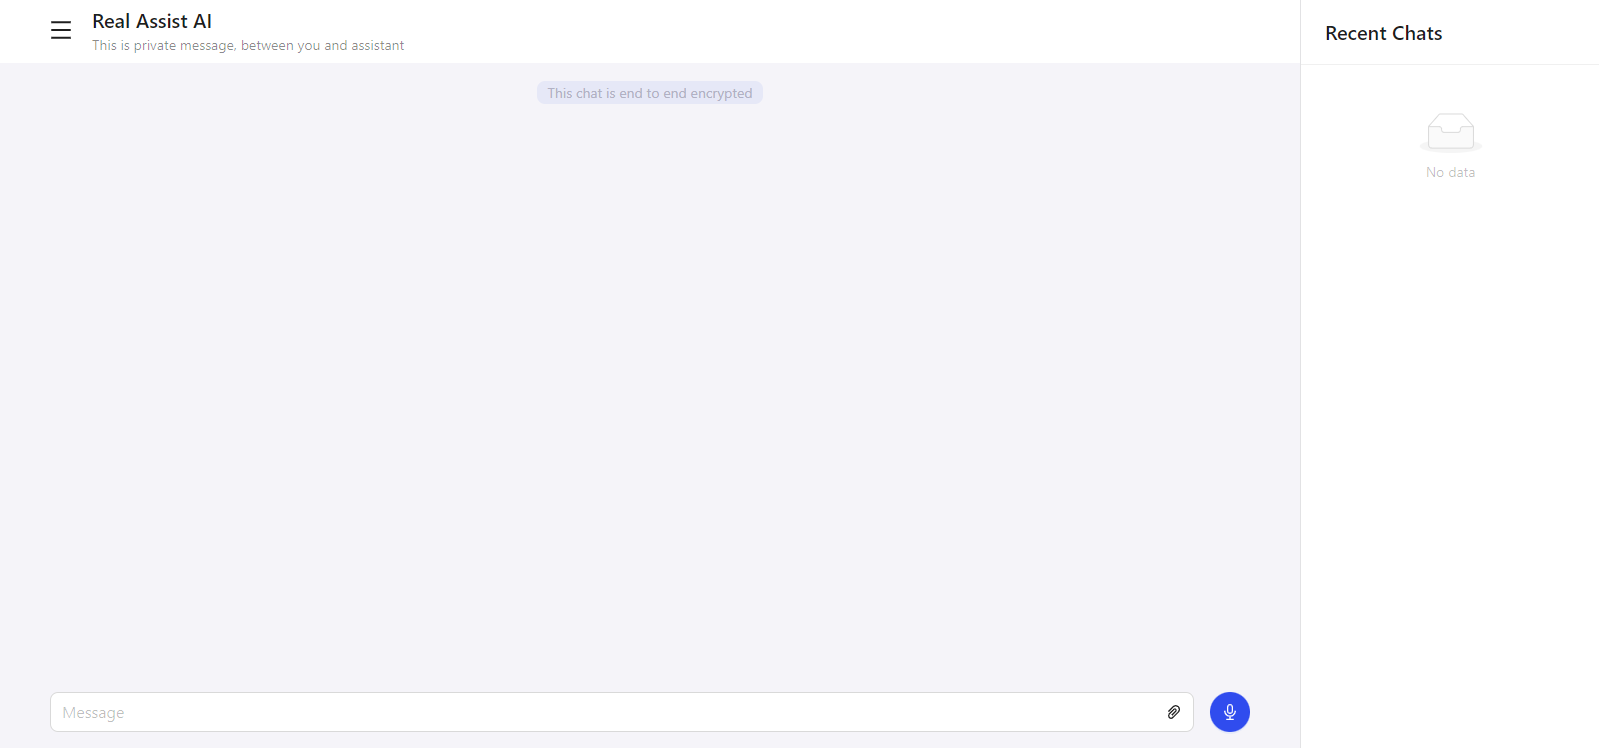 Real Assist AI
This is private message, between you and assistant
This chat is end to end encrypted
Message
Recent Chats
No data